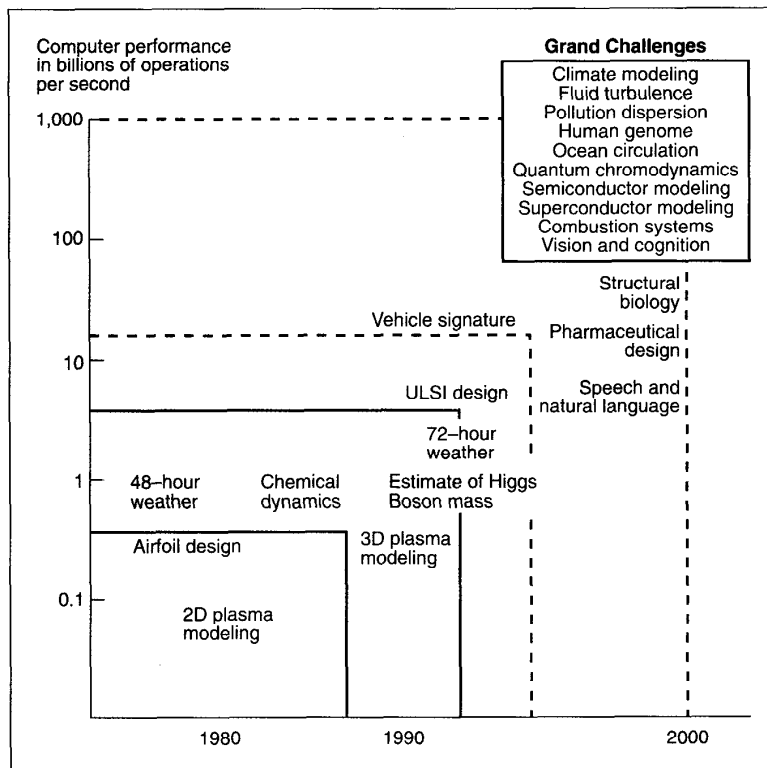 Computer performance
in billions of operations
per second
Grand Challenges
Climate modeling
Fluid turbulence
Pollution dispersion
Human genome
Ocean circulation
Quantum chromodynamics
Semiconductor modeling
Superconductor modeling
Combustion systems
Vision and cognition
1,000
100
Structural
biology
Vehicle signature
Pharmaceutical
design
10
ULSI design
Speech and
natural language
72–hour
weather
1
48–hour
weather
Chemical
dynamics
Estimate of Higgs
Boson mass
Airfoil design
3D plasma
modeling
0.1
2D plasma
modeling
1980
1990
2000